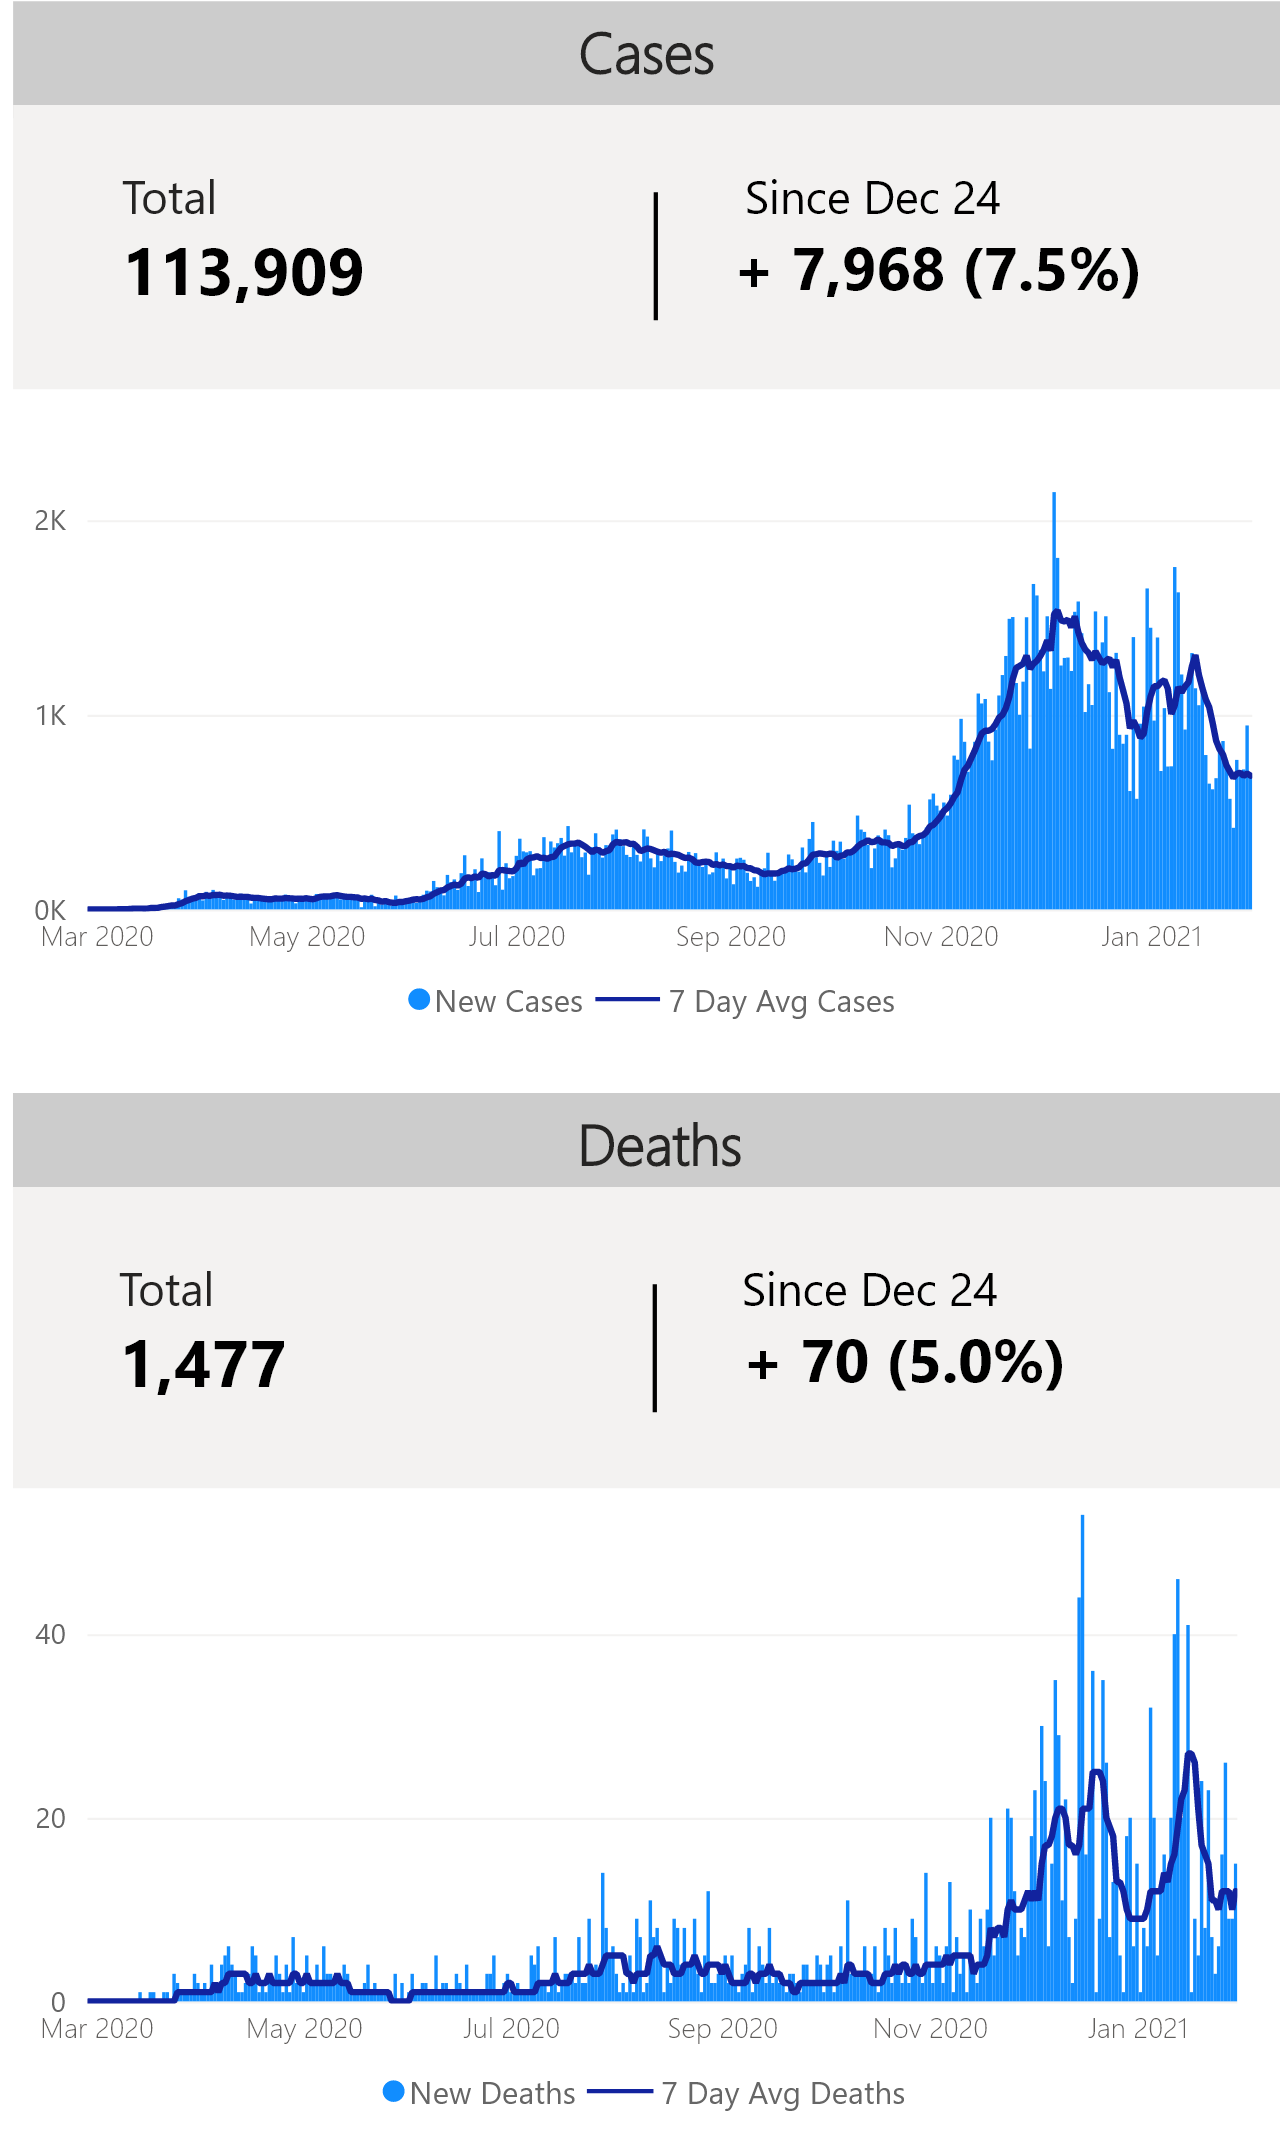 Cases
Total
Since Dec 24
113,909
+ 7,968 (7.5%)
2K
1K
0K
Mar 2020 May 2020 Jul 2020 Sep 2020 Nov 2020 Jan 2021
New Cases 7 Day Avg Cases
Deaths
Total
Since Dec 24
1,477
+ 70 (5.0%)
40
20
0
Mar 2020 May 2020 Jul 2020 Sep 2020 Nov 2020 Jan 2021
New Deaths 7 Day Avg Deaths